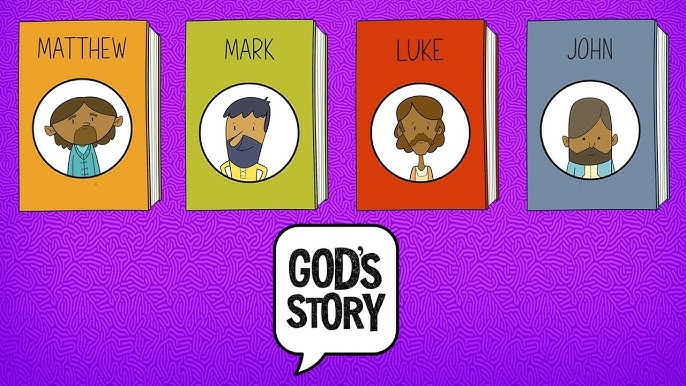 MATTHEW
MARK
LUKE
JOHN
GOD'S
STORY